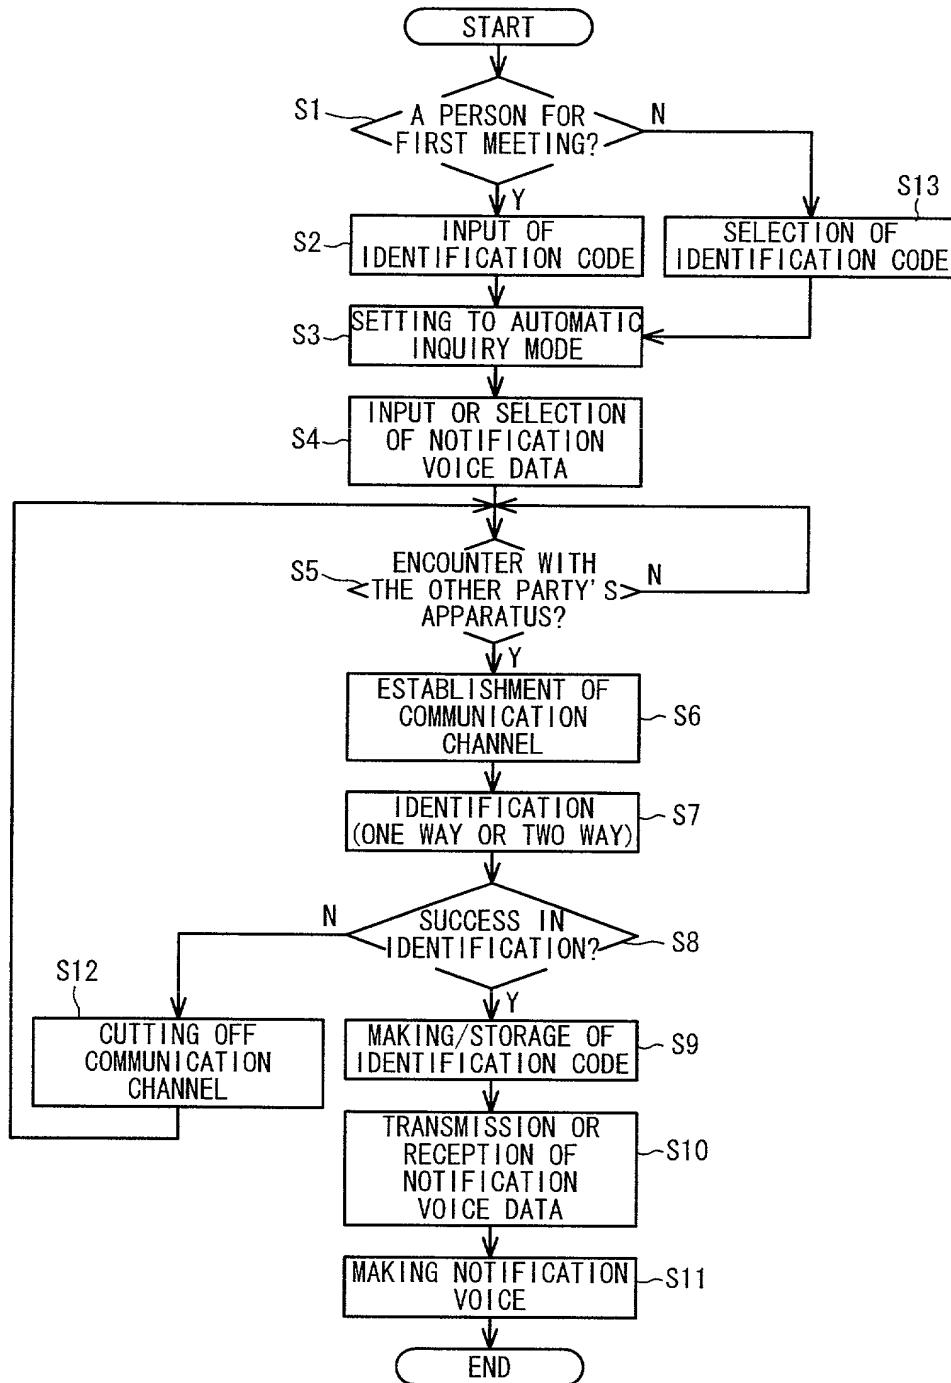 START
S1
A PERSON FOR
FIRST MEETING?
N
Y
S13
S2
INPUT OF
IDENTIFICATION CODE
SELECTION OF
IDENTIFICATION CODE
S3
SETTING TO AUTOMATIC
INQUIRY MODE
S4
INPUT OR SELECTION
OF NOTIFICATION
VOICE DATA
S5
ENCOUNTER WITH
THE OTHER PARTY'S
APPARATUS?
N
Y
ESTABLISHMENT OF
COMMUNICATION
CHANNEL
S6
IDENTIFICATION
(ONE WAY OR TWO WAY)
S7
N
SUCCESS IN
IDENTIFICATION?
S8
Y
S12
CUTTING OFF
COMMUNICATION
CHANNEL
MAKING/STORAGE OF
IDENTIFICATION CODE
S9
TRANSMISSION OR
RECEPTION OF
NOTIFICATION
VOICE DATA
S10
MAKING NOTIFICATION
VOICE
S11
END